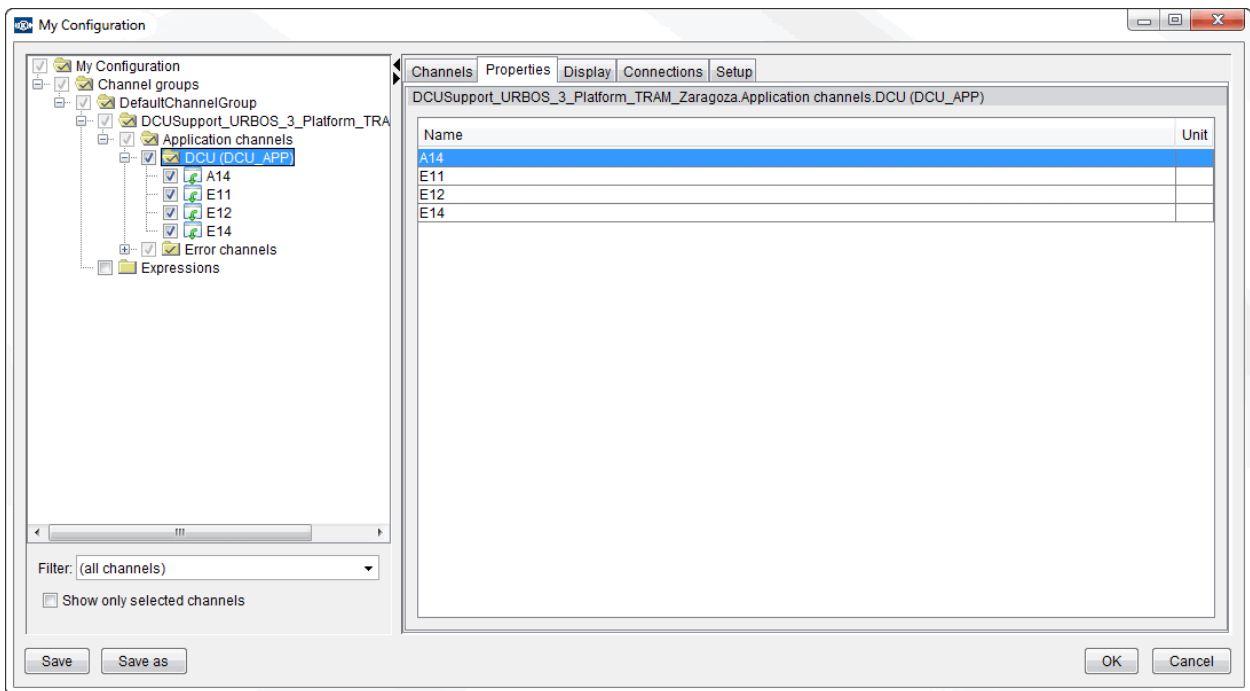 My Configuration
My Configuration
Channel groups
DefaultChannelGroup
DCUSupport_URBOS_3_Platform_TRA
Application channels
DCU (DCU_APP)
A14
E11
E12
E14
Error channels
Expressions
Filter: (all channels)
Show only selected channels
Channels Properties Display Connections Setup
DCUSupport_URBOS_3_Platform_TRAM_Zaragoza.Application channels.DCU (DCU_APP)
Name Unit
A14
E11
E12
E14
Save Save as OK Cancel